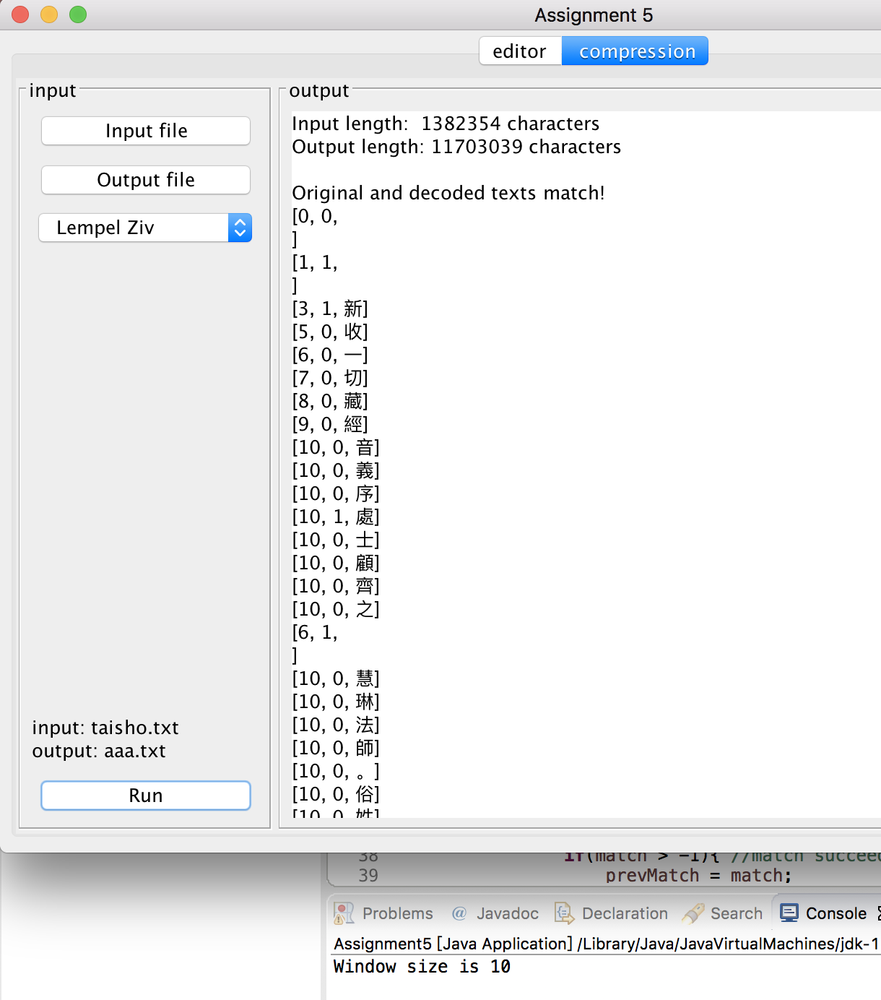 Assignment 5
editor
compression
input
Input file
Output file
Lempel Ziv
input: taisho.txt
output: aaa.txt
Run
output
Input length:  1382354 characters
Output length: 11703039 characters
Original and decoded texts match!
[0, 0,
]
[1, 1,
]
[3, 1, 新]
[5, 0, 收]
[6, 0, 一]
[7, 0, 切]
[8, 0, 藏]
[9, 0, 經]
[10, 0, 音]
[10, 0, 義]
[10, 0, 序]
[10, 1, 處]
[10, 0, 士]
[10, 0, 顧]
[10, 0, 齊]
[10, 0, 之]
[6, 1,
]
[10, 0, 慧]
[10, 0, 琳]
[10, 0, 法]
[10, 0, 師]
[10, 0, 。]
[10, 0, 俗]
[10, 0, 姓]
38 if(match > -1){ //match succeed
39 prevMatch = match;
Problems
@ Javadoc
Declaration
Search
Console
Assignment5 [Java Application] /Library/Java/JavaVirtualMachines/jdk-1
Window size is 10